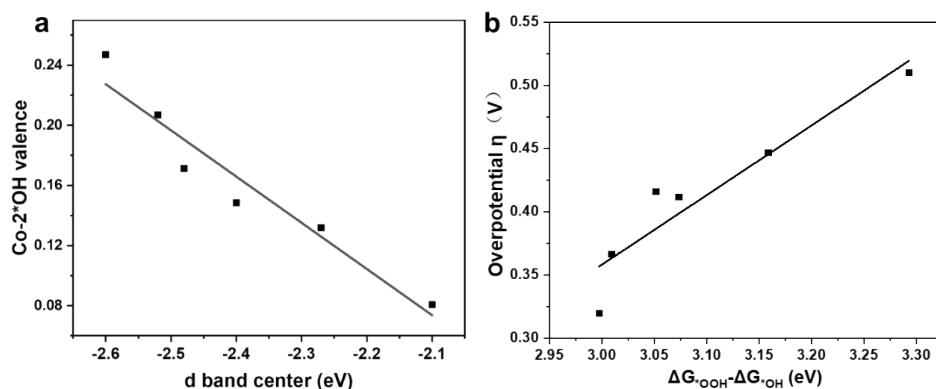 a
0.24
0.20
0.16
0.12
0.08
Co-2*OH valence
-2.6 -2.5 -2.4 -2.3 -2.2 -2.1
d band center (eV)
b
0.55
0.50
0.45
0.40
0.35
0.30
Overpotential η (V)
2.95 3.00 3.05 3.10 3.15 3.20 3.25 3.30
ΔG*OOH-ΔG*OH (eV)